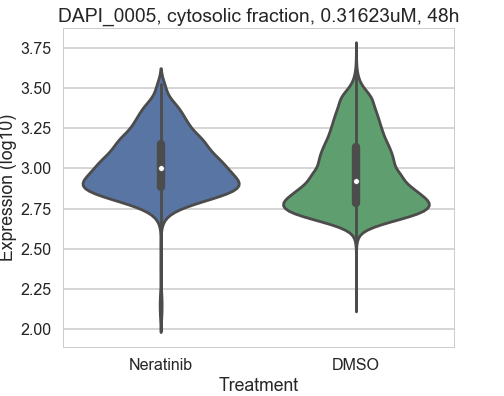 DAPI_0005, cytosolic fraction, 0.31623uM, 48h
Expression (log10)
3.75
3.50
3.25
3.00
2.75
2.50
2.25
2.00
Neratinib
DMSO
Treatment